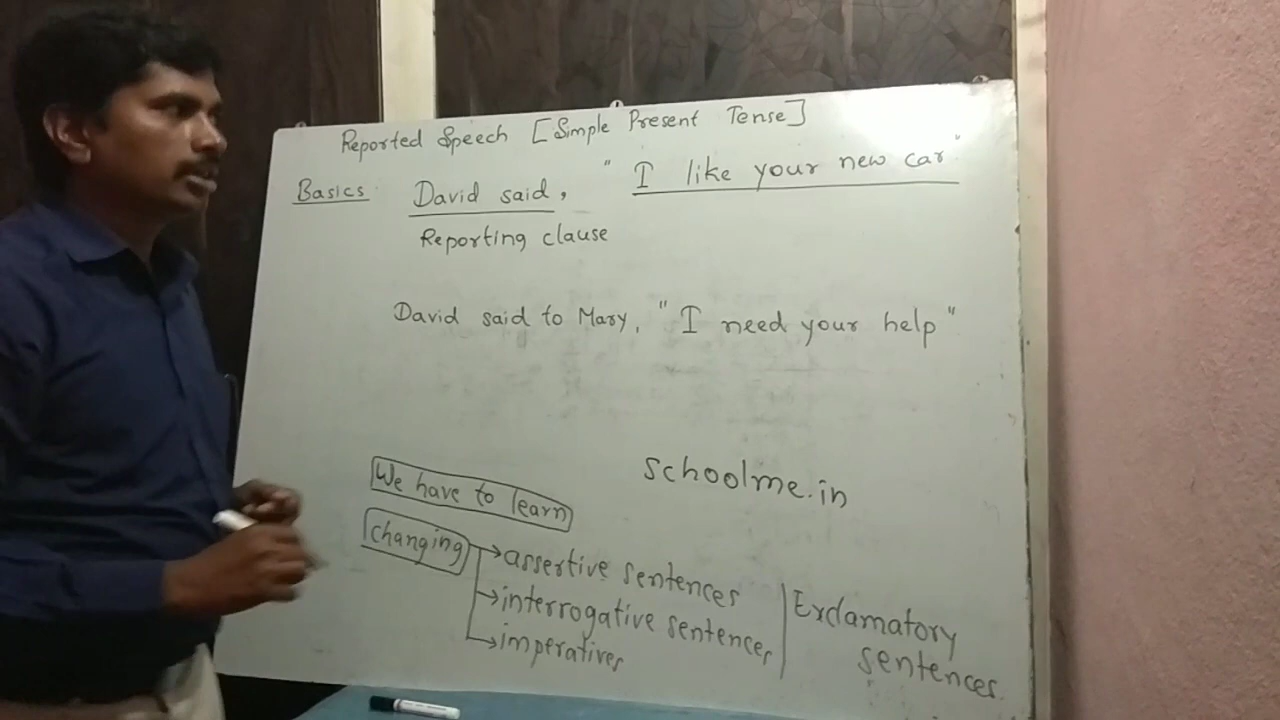 Reported Speech [Simple Present Tense]
Basics David said, "I like your new car"
Reporting clause
David said to Mary, "I need your help"
schoolme.in
We have to learn
changing
assertive sentences
interrogative sentences
imperatives
Exclamatory
sentences